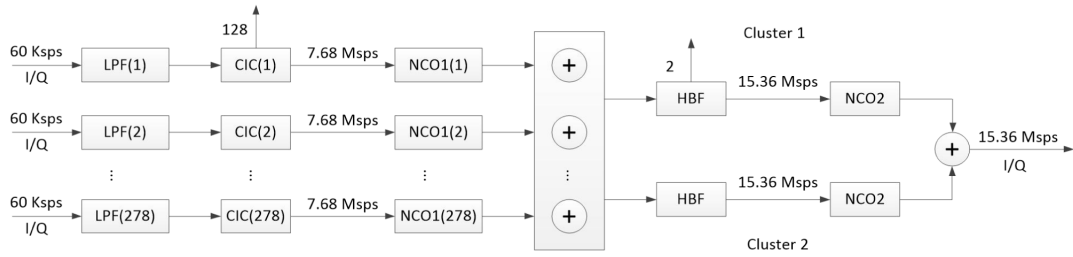 128
Cluster 1
60 Ksps
7.68 Msps
I/Q
LPF(1)
CIC(1)
NCO1(1)
+
2
15.36 Msps
HBF
NCO2
60 Ksps
7.68 Msps
I/Q
LPF(2)
CIC(2)
NCO1(2)
+
+
15.36 Msps
I/Q
⋮
⋮
⋮
⋮
15.36 Msps
HBF
NCO2
60 Ksps
7.68 Msps
I/Q
LPF(278)
CIC(278)
NCO1(278)
+
Cluster 2